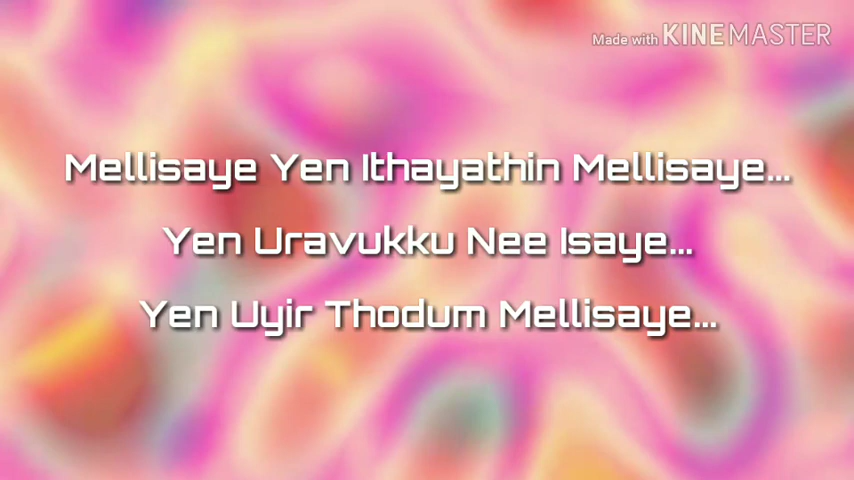 Made with KINEMASTER
Mellisaye Yen Ithayathin Mellisaye...
Yen Uravukku Nee Isaye...
Yen Uyir Thodum Mellisaye...